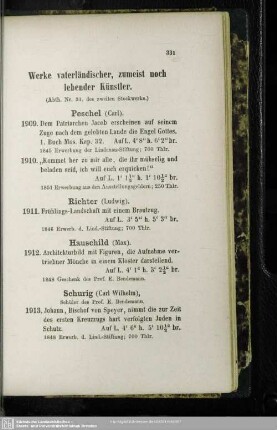 331
Werke vaterländischer, zumeist noch
lebender Künstler.
(Abth. Nr. 31, des zweiten Stockwerks.)
Peschel (Carl).
1909. Dem Patriarchen Jacob erscheinen auf seinem
Zuge nach dem gelobten Lande die Engel Gottes.
1. Buch Mos. Kap. 32. Auf L. 4' 8" h. 6' 2" br.
1845 Erwerbung der Lindenau-Stiftung; 700 Thlr.
1910. „Kommet her zu mir alle, die ihr mühselig und
beladen seid, ich will euch erquicken!"
Auf L. 1' 1½" h. 1' 10½" br.
1851 Erwerbung aus den Ausstellungsgeldern; 250 Thlr.
Richter (Ludwig).
1911. Frühlings-Landschaft mit einem Brautzug.
Auf L. 3' 5" h. 5' 3" br.
1848 Erwerb. d. Lind.-Stiftung; 700 Thlr.
Hauschild (Max).
1912. Architekturbild mit Figuren, die Aufnahme ver-
triebner Mönche in einem Kloster darstellend.
Auf L. 4' 1" h. 3' 2½" br.
1848 Geschenk des Prof. E. Bendemann.
Schurig (Carl Wilhelm),
Schüler des Prof. E. Bendemann.
1913. Johann, Bischof von Speyer, nimmt die zur Zeit
des ersten Kreuzzugs hart verfolgten Juden in
Schutz. Auf L. 4' 6" h. 5' 10½" br.
1848 Erwerb. d. Lind.-Stiftung; 500 Thlr.